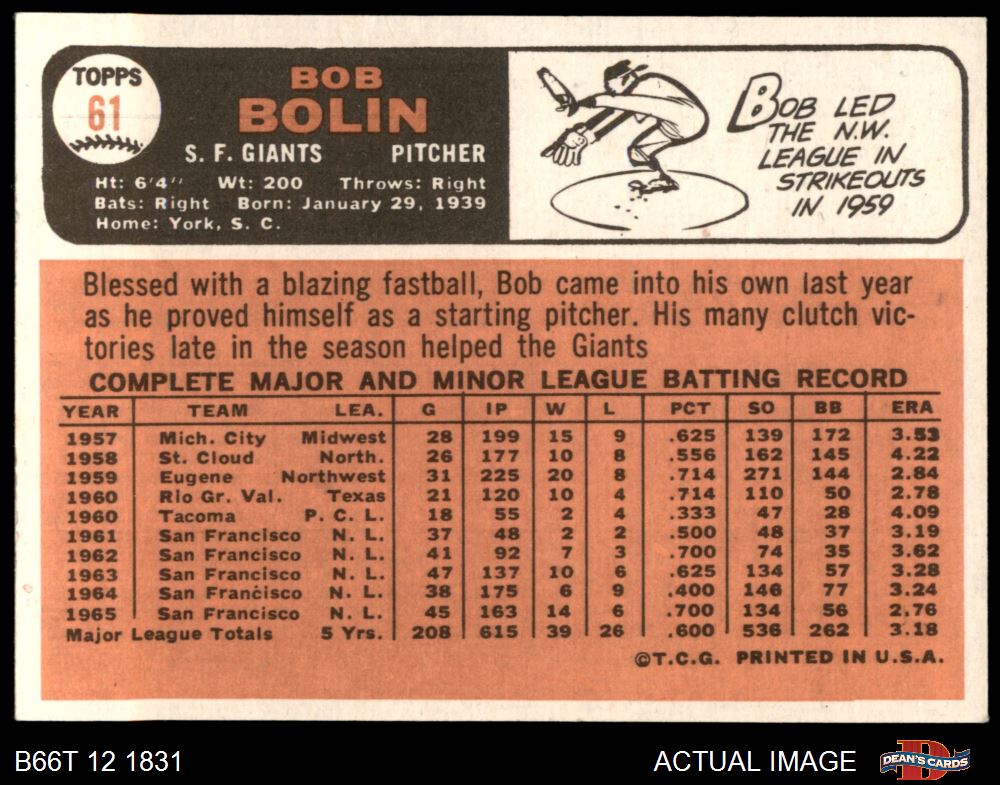 TOPPS
61
BOB
BOLIN
S. F. GIANTS PITCHER
Ht: 6'4" Wt: 200 Throws: Right
Bats: Right Born: January 29, 1939
Home: York, S. C.
BOB LED
THE N.W.
LEAGUE IN
STRIKEOUTS
IN 1959
Blessed with a blazing fastball, Bob came into his own last year
as he proved himself as a starting pitcher. His many clutch vic-
tories late in the season helped the Giants
COMPLETE MAJOR AND MINOR LEAGUE BATTING RECORD
YEAR TEAM LEA. G IP W L PCT SO BB ERA
1957 Mich. City Midwest 28 199 15 9 .625 139 172 3.53
1958 St. Cloud North. 26 177 10 8 .556 162 145 4.22
1959 Eugene Northwest 31 225 20 8 .714 271 144 2.84
1960 Rio Gr. Val. Texas 21 120 10 4 .714 110 50 2.78
1960 Tacoma P. C. L. 18 55 2 4 .333 47 28 4.09
1961 San Francisco N. L. 37 48 2 2 .500 48 37 3.19
1962 San Francisco N. L. 41 92 7 3 .700 74 35 3.62
1963 San Francisco N. L. 47 137 10 6 .625 134 57 3.28
1964 San Francisco N. L. 38 175 6 9 .400 146 77 3.24
1965 San Francisco N. L. 45 163 14 6 .700 134 56 2.76
Major League Totals 5 Yrs. 208 615 39 26 .600 536 262 3.18
©T.C.G. PRINTED IN U.S.A.
B66T 12 1831 ACTUAL IMAGE DEAN'S CARDS